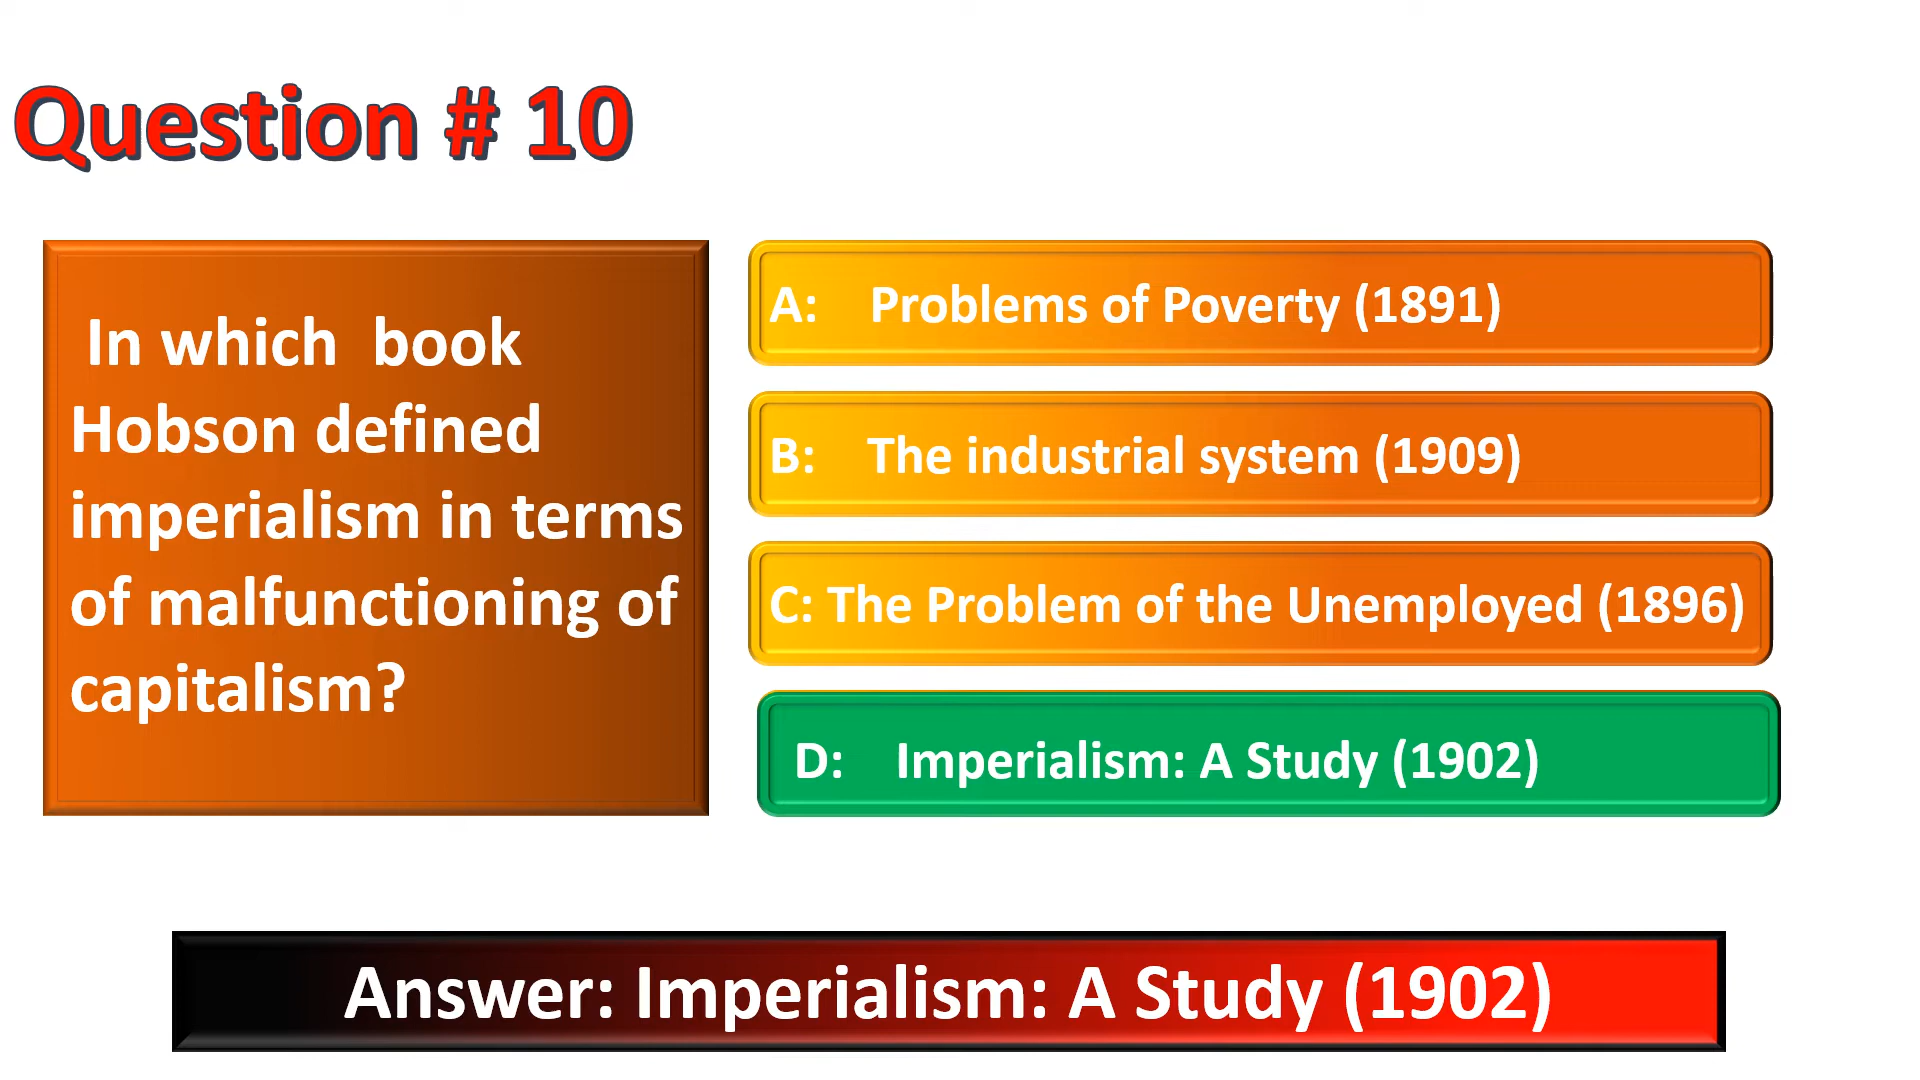 Question # 10
In which book
Hobson defined
imperialism in terms
of malfunctioning of
capitalism?
A: Problems of Poverty (1891)
B: The industrial system (1909)
C: The Problem of the Unemployed (1896)
D: Imperialism: A Study (1902)
Answer: Imperialism: A Study (1902)